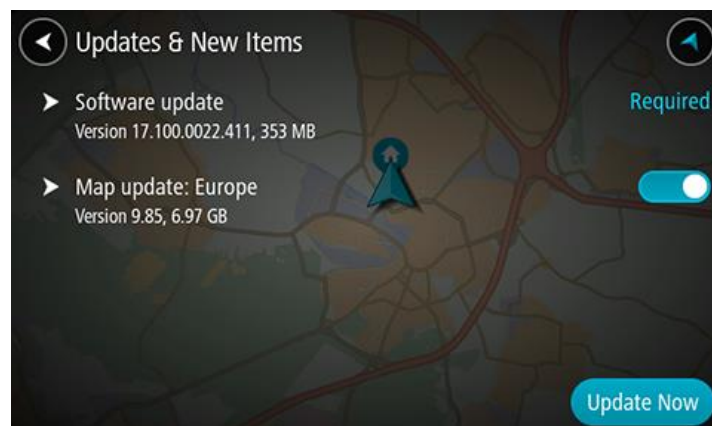 Updates & New Items
Software update
Required
Version 17.100.0022.411, 353 MB
Map update: Europe
Version 9.85, 6.97 GB
Update Now